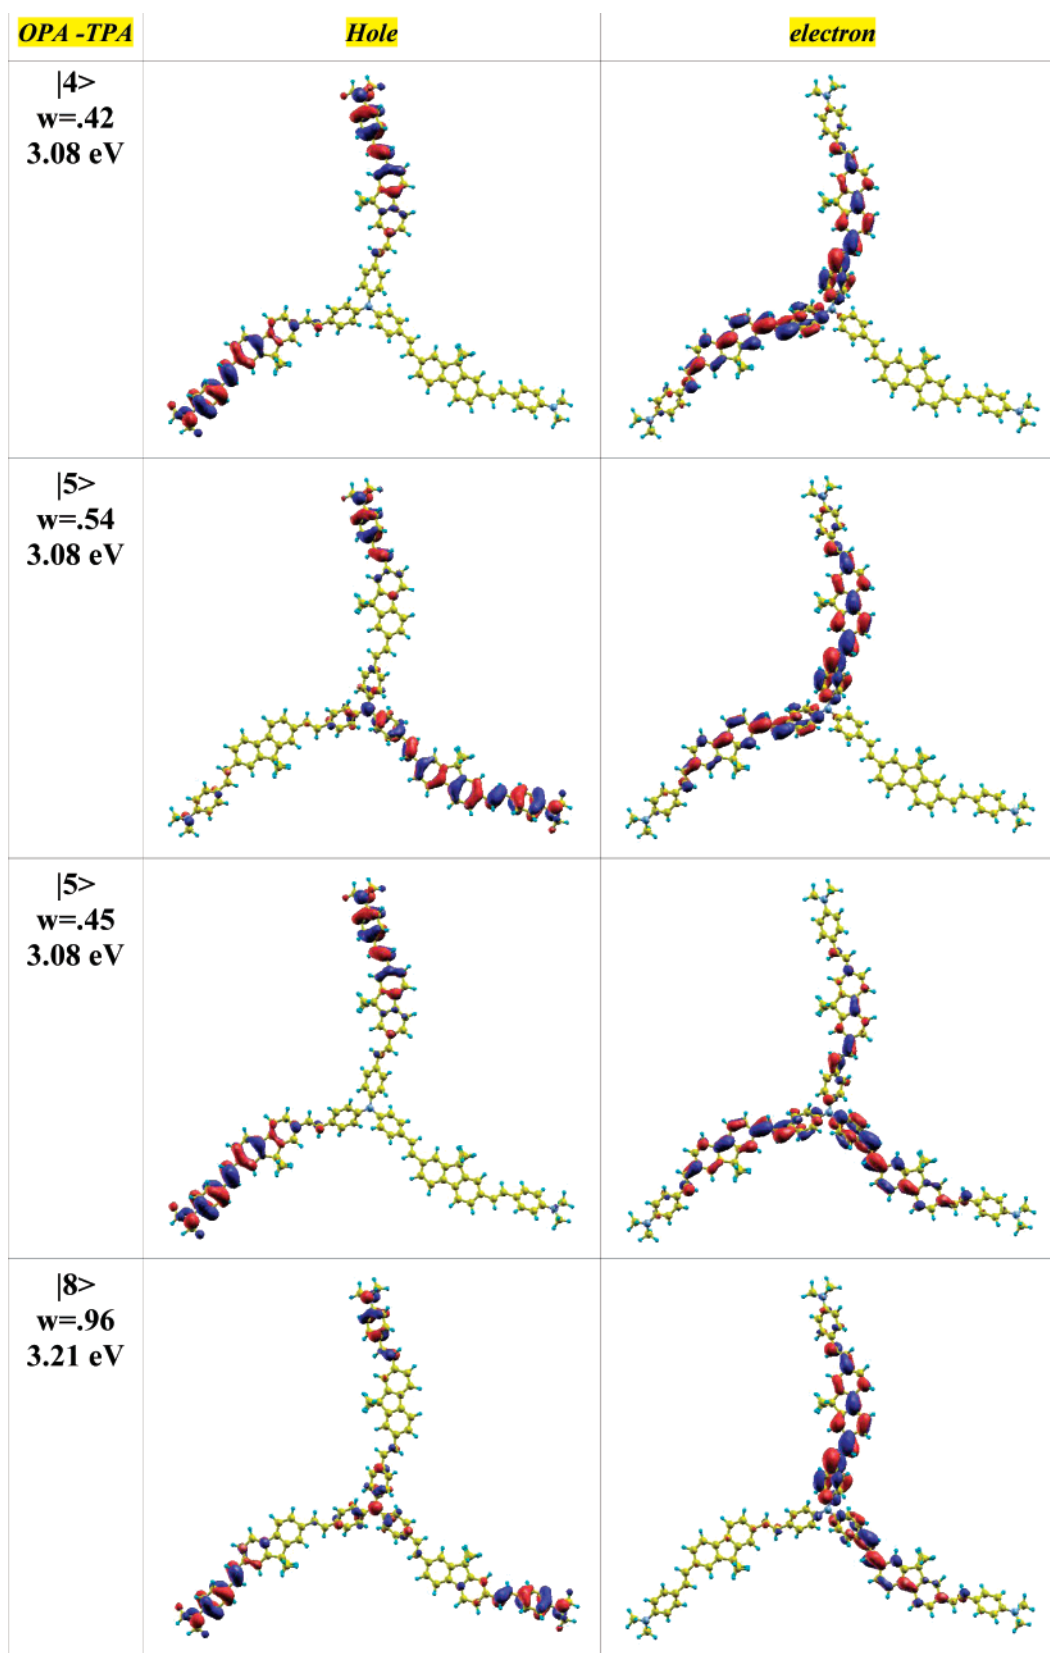 OPA -TPA
Hole
electron
|4>
w=.42
3.08 eV
|5>
w=.54
3.08 eV
|5>
w=.45
3.08 eV
|8>
w=.96
3.21 eV